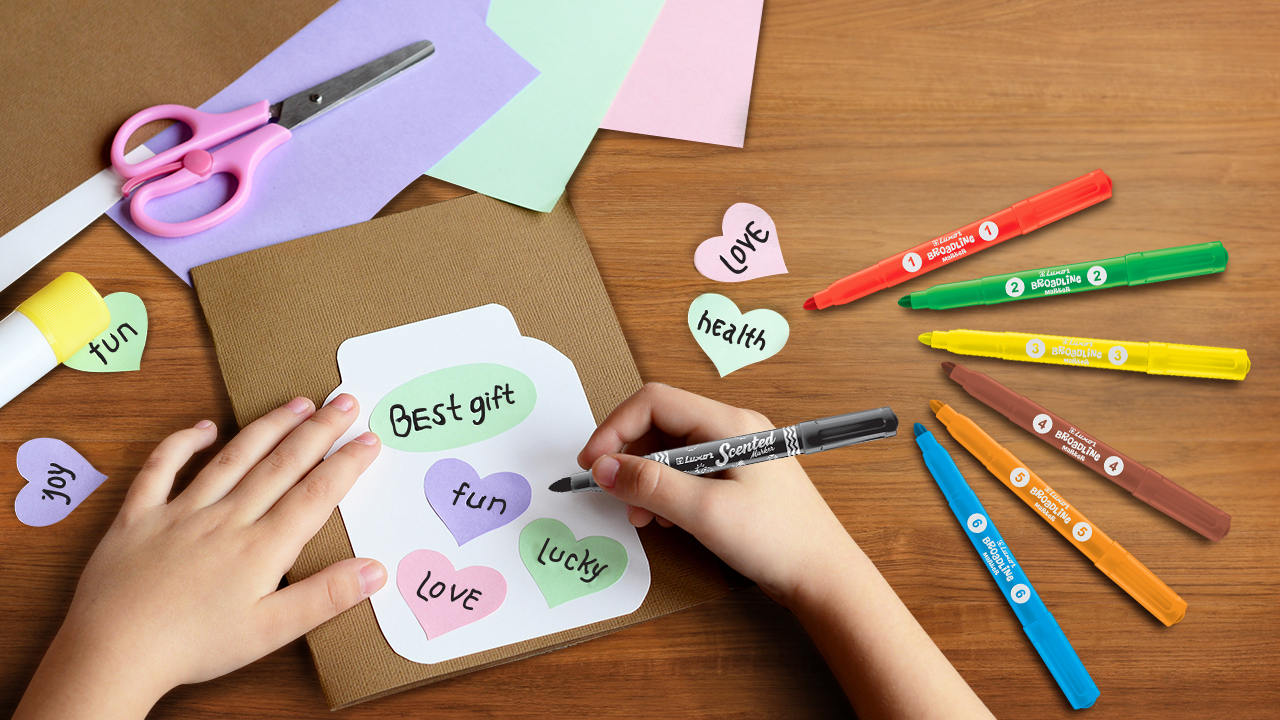 LOVE
health
fun
joy
BEst gift
fun
Lucky
LOVE
Luxor Scented
Marker
1 Luxor BROADLINE MARKER 1
2 Luxor BROADLINE MARKER 2
3 Luxor BROADLINE MARKER 3
4 Luxor BROADLINE MARKER 4
5 Luxor BROADLINE MARKER 5
6 Luxor BROADLINE MARKER 6